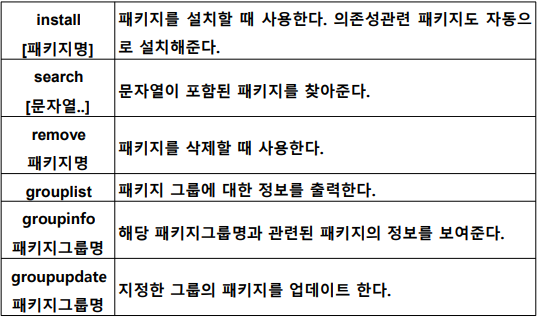 install
[패키지명]
패키지를 설치할 때 사용한다. 의존성관련 패키지도 자동으
로 설치해준다.
search
[문자열..]
문자열이 포함된 패키지를 찾아준다.
remove
패키지명
패키지를 삭제할 때 사용한다.
grouplist
패키지 그룹에 대한 정보를 출력한다.
groupinfo
패키지그룹명
해당 패키지그룹명과 관련된 패키지의 정보를 보여준다.
groupupdate
패키지그룹명
지정한 그룹의 패키지를 업데이트 한다.